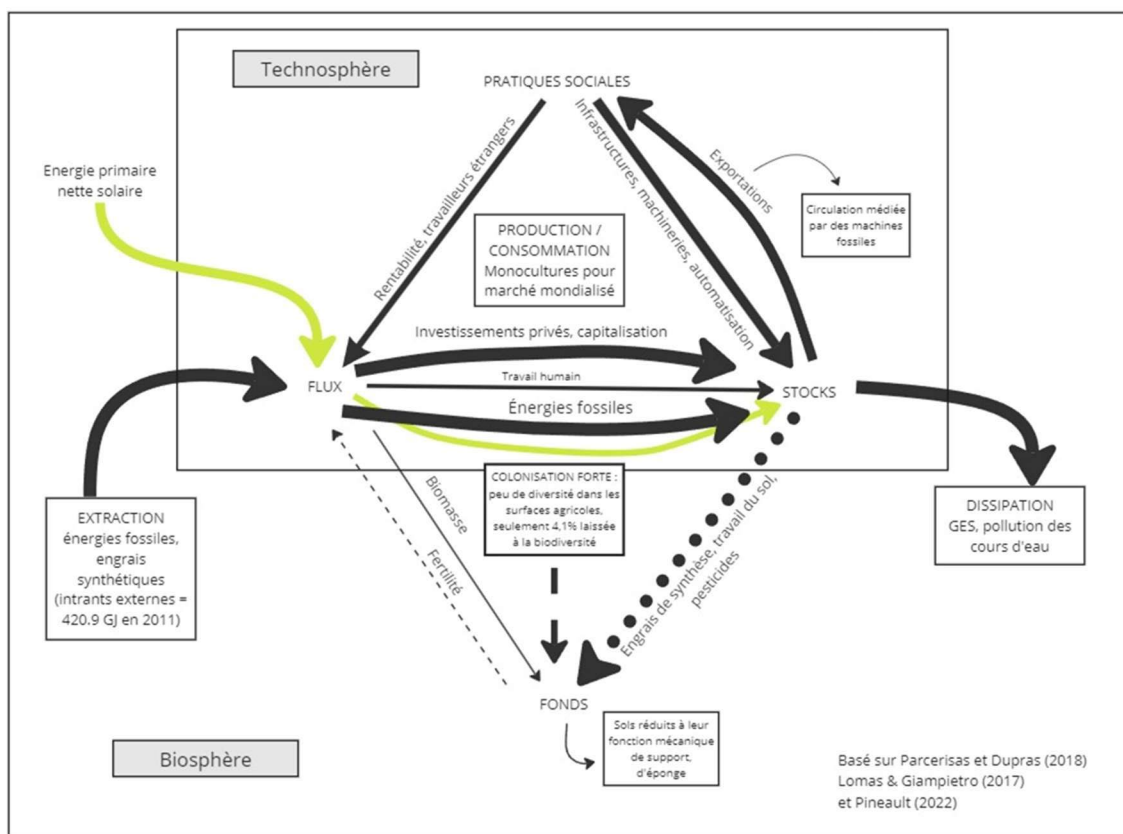 Technosphère
PRATIQUES SOCIALES
Energie primaire
nette solaire
Rentabilité, travailleurs étrangers
Infrastructures, machineries, automatisation
Exportations
Circulation médiée
par des machines
fossiles
PRODUCTION /
CONSOMMATION
Monocultures pour
marché mondialisé
Investissements privés, capitalisation
Travail humain
FLUX
STOCKS
Énergies fossiles
COLONISATION FORTE :
peu de diversité dans les
surfaces agricoles,
seulement 4,1% laissée
à la biodiversité
Biomasse
Fertilité
Engrais de synthèse, travail du sol,
pesticides
EXTRACTION
énergies fossiles,
engrais
synthétiques
(intrants externes =
420.9 GJ en 2011)
DISSIPATION
GES, pollution des
cours d'eau
FONDS
Sols réduits à leur
fonction mécanique
de support,
d'éponge
Biosphère
Basé sur Parcerisas et Dupras (2018)
Lomas & Giampietro (2017)
et Pineault (2022)